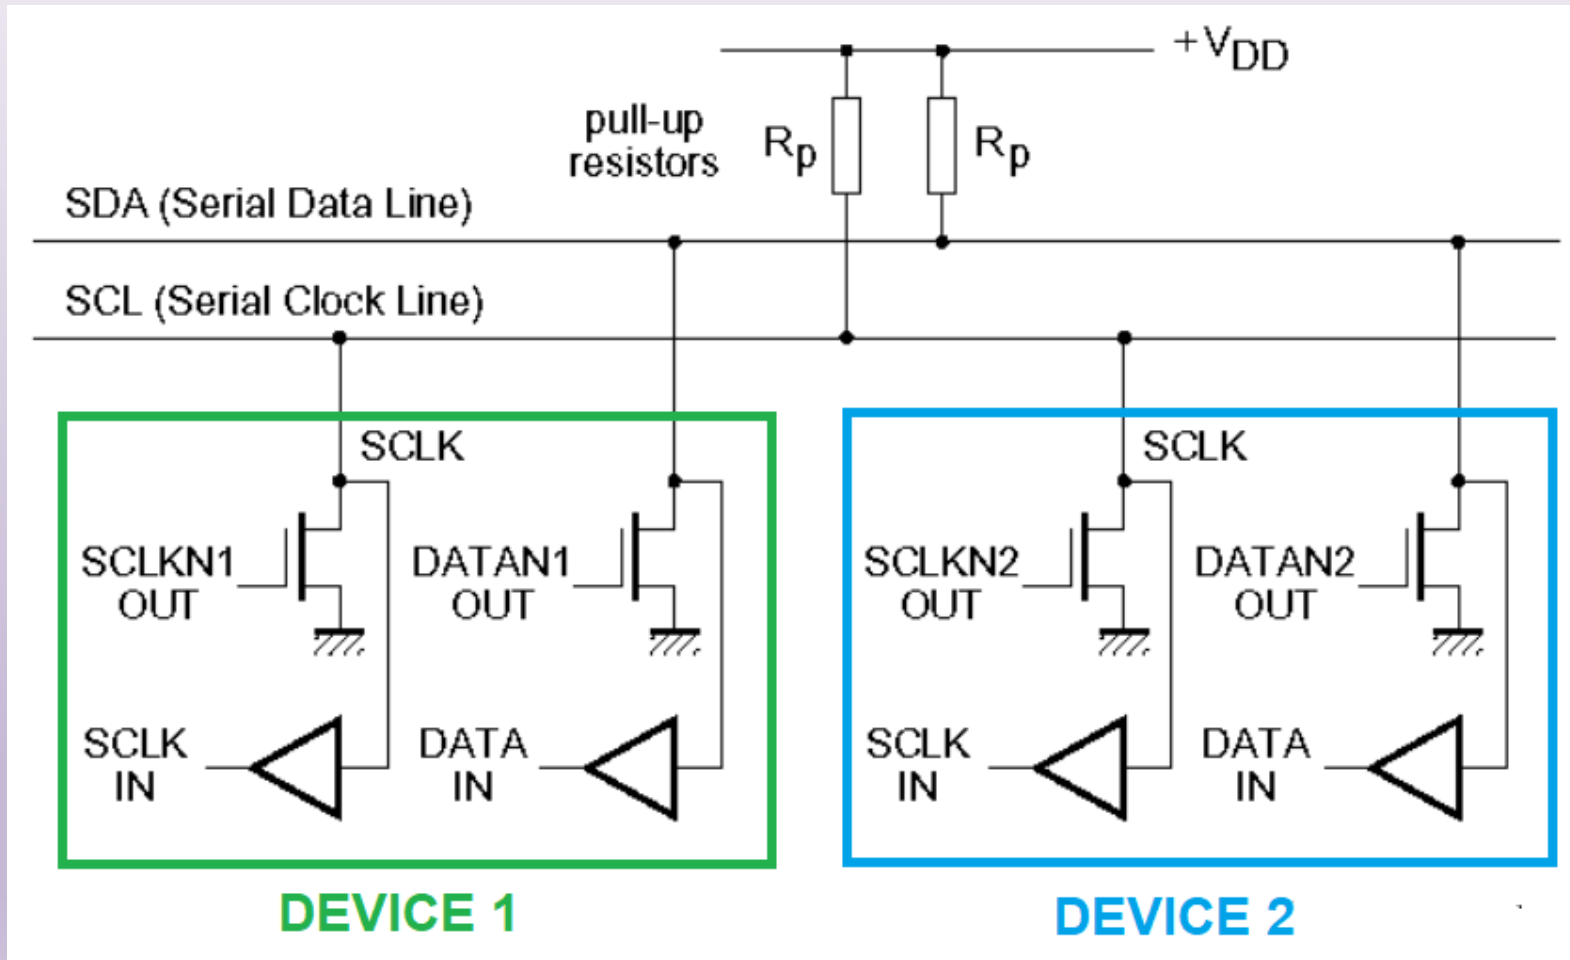 +VDD
pull-up
resistors
Rp
Rp
SDA (Serial Data Line)
SCL (Serial Clock Line)
SCLK
SCLK
SCLKN1
OUT
DATAN1
OUT
SCLKN2
OUT
DATAN2
OUT
SCLK
IN
DATA
IN
SCLK
IN
DATA
IN
DEVICE 1
DEVICE 2